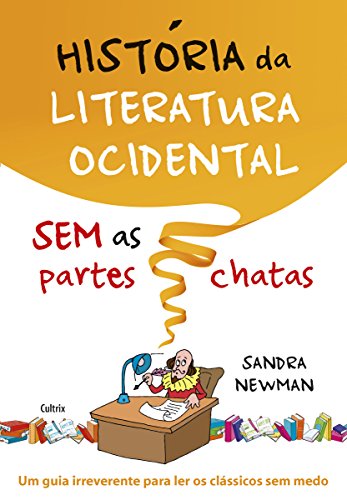 HISTÓRIA da
LITERATURA
OCIDENTAL
SEM as
partes chatas
SANDRA
NEWMAN
Cultrix
Um guia irreverente para ler os clássicos sem medo